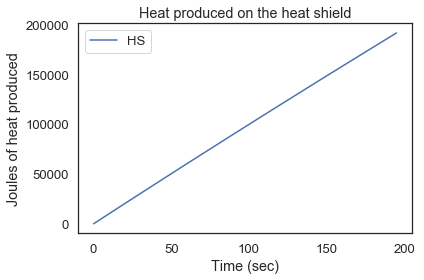 Heat produced on the heat shield
HS
Joules of heat produced
200000
150000
100000
50000
0
0 50 100 150 200
Time (sec)